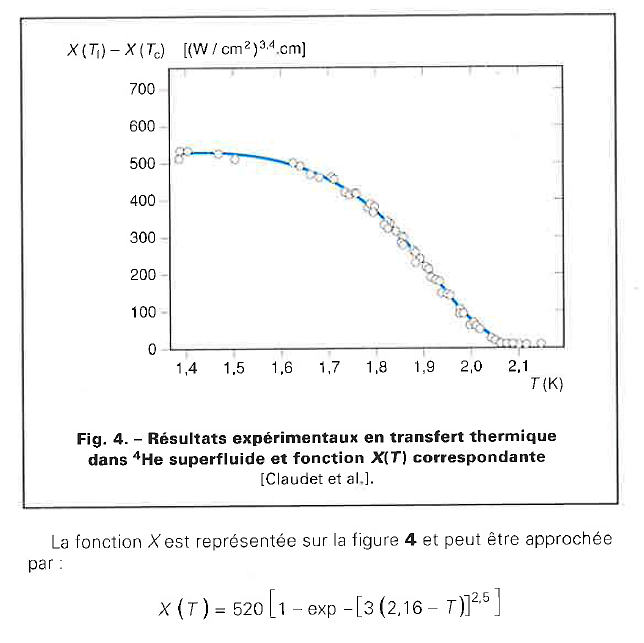 X (Tₗ) – X (T꜀) [(W / cm²)³,⁴.cm]
700
600
500
400
300
200
100
0
1,4 1,5 1,6 1,7 1,8 1,9 2,0 2,1
T (K)
Fig. 4. – Résultats expérimentaux en transfert thermique
dans ⁴He superfluide et fonction X(T) correspondante
[Claudet et al.].
La fonction X est représentée sur la figure 4 et peut être approchée
par :
X (T) = 520 [1 – exp –[3 (2,16 – T)]²,⁵]